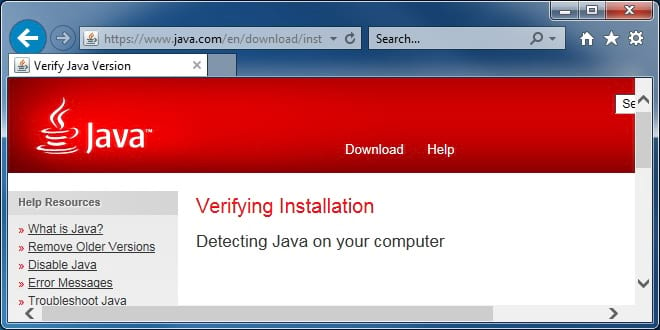 https://www.java.com/en/download/inst
Search...
Verify Java Version
Java™
Se
Download Help
Help Resources
» What is Java?
» Remove Older Versions
» Disable Java
» Error Messages
» Troubleshoot Java
Verifying Installation
Detecting Java on your computer